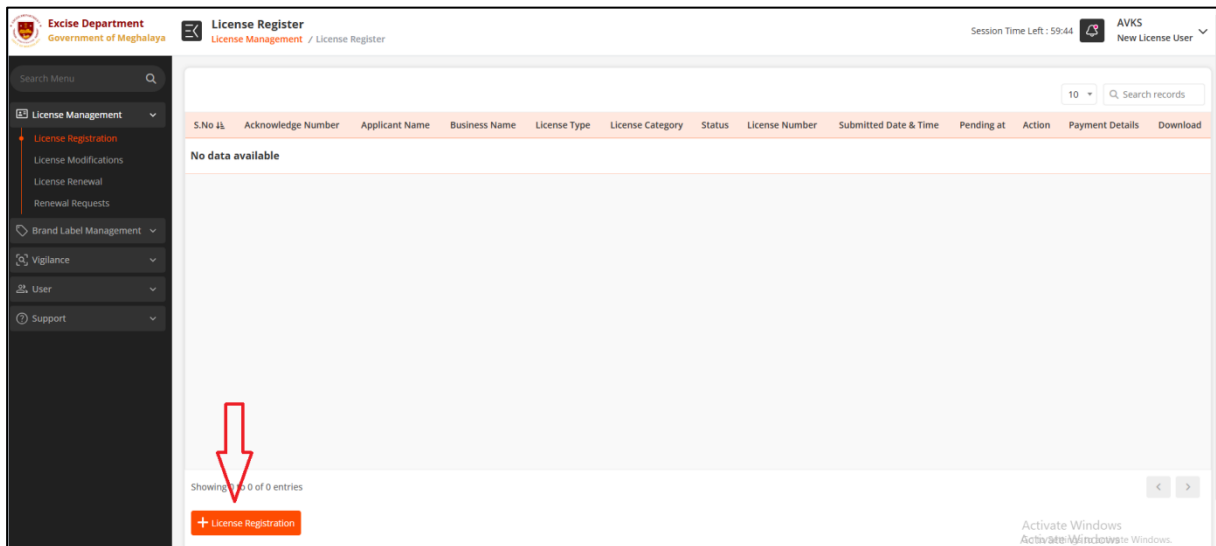 Excise Department
Government of Meghalaya
License Register
License Management / License Register
Session Time Left : 59:44
AVKS
New License User
Search Menu
License Management
License Registration
License Modifications
License Renewal
Renewal Requests
Brand Label Management
Vigilance
User
Support
10
Search records
S.No Acknowledge Number Applicant Name Business Name License Type License Category Status License Number Submitted Date & Time Pending at Action Payment Details Download
No data available
Showing 0 to 0 of 0 entries
+ License Registration
Activate Windows
Activate Windows